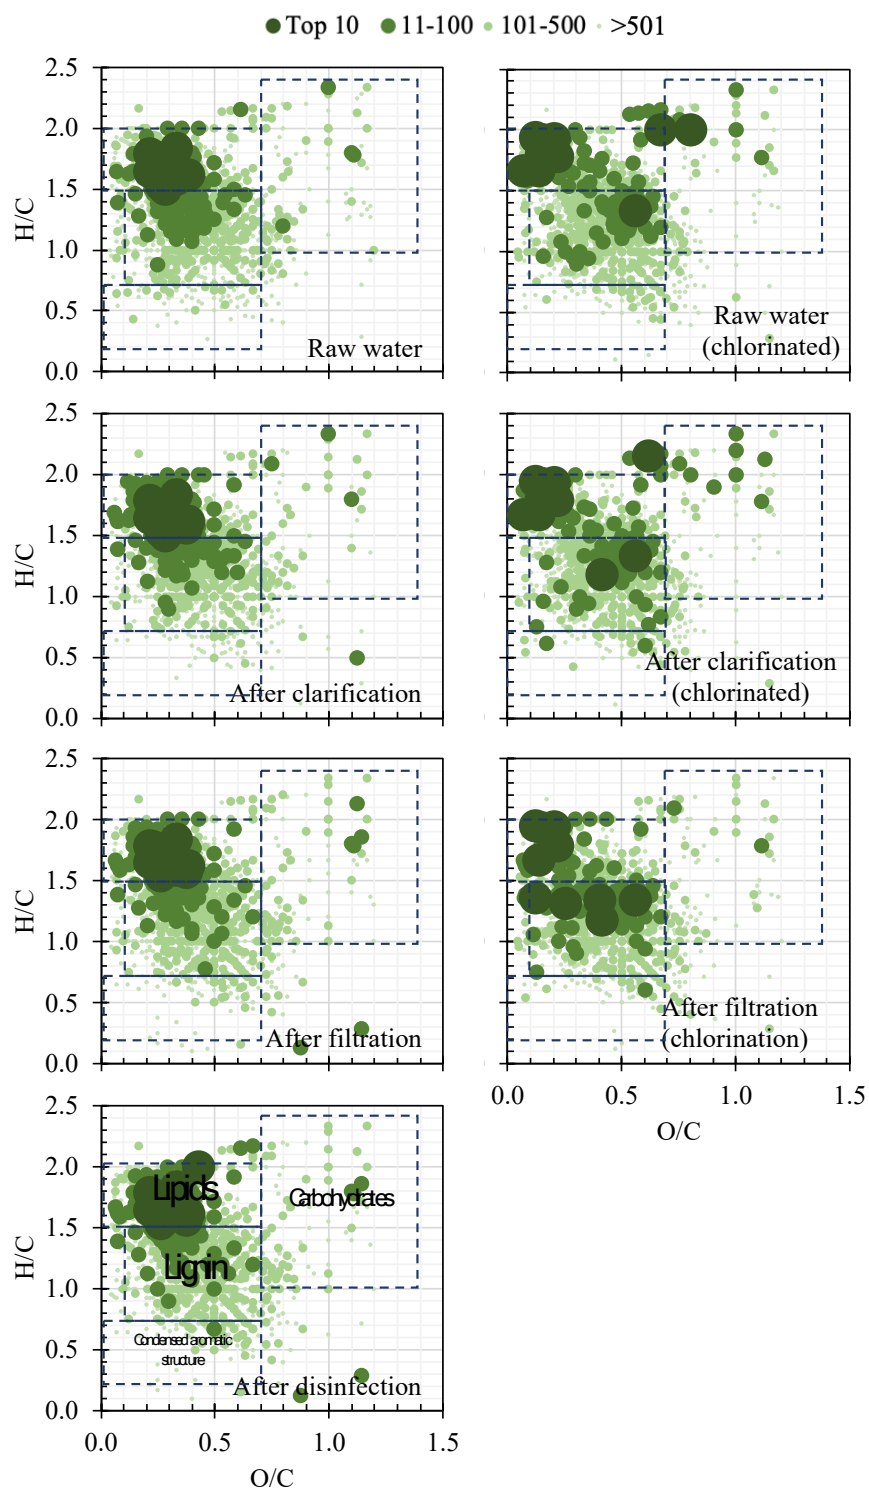 Top 10 11-100 101-500 >501
2.5
2.0
1.5
1.0
0.5
0.0
H/C
Raw water
Raw water
(chlorinated)
2.5
2.0
1.5
1.0
0.5
0.0
H/C
After clarification
After clarification
(chlorinated)
2.5
2.0
1.5
1.0
0.5
0.0
H/C
After filtration
After filtration
(chlorination)
0.0 0.5 1.0 1.5
O/C
2.5
2.0
1.5
1.0
0.5
0.0
H/C
Lipids
Carbohydrates
Lignin
Condensed aromatic
structure
After disinfection
0.0 0.5 1.0 1.5
O/C